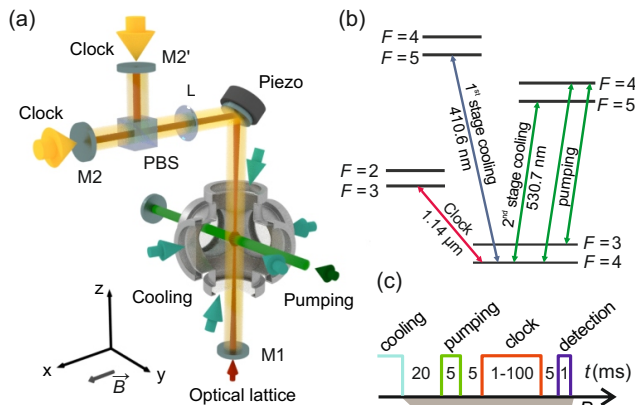 (a)
Clock
M2'
Piezo
L
Clock
M2
PBS
Cooling
Pumping
M1
Optical lattice
z
x
y
B
(b)
F = 4
F = 5
F = 4
F = 5
1st stage cooling
410.6 nm
2nd stage cooling
530.7 nm
pumping
F = 2
F = 3
Clock
1.14 μm
F = 3
F = 4
(c)
cooling
pumping
clock
detection
20 5 5 1-100 5 1 t (ms)